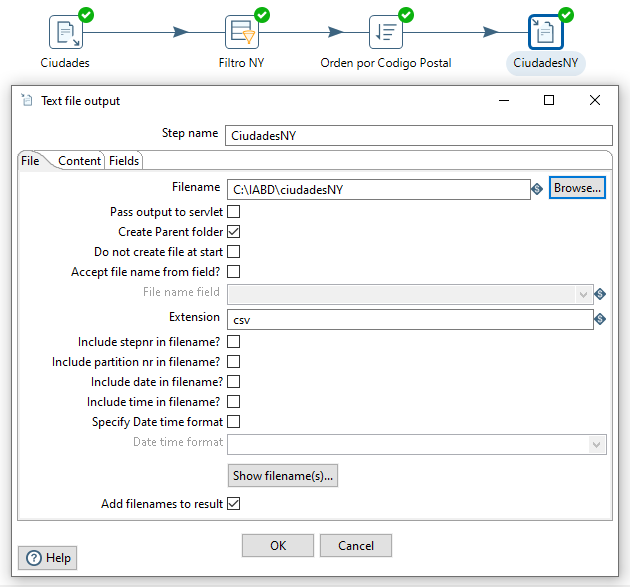 Ciudades
Filtro NY
Orden por Codigo Postal
CiudadesNY
Text file output
Step name CiudadesNY
File Content Fields
Filename C:\IABD\ciudadesNY Browse...
Pass output to servlet
Create Parent folder
Do not create file at start
Accept file name from field?
File name field
Extension csv
Include stepnr in filename?
Include partition nr in filename?
Include date in filename?
Include time in filename?
Specify Date time format
Date time format
Show filename(s)...
Add filenames to result
OK Cancel
Help